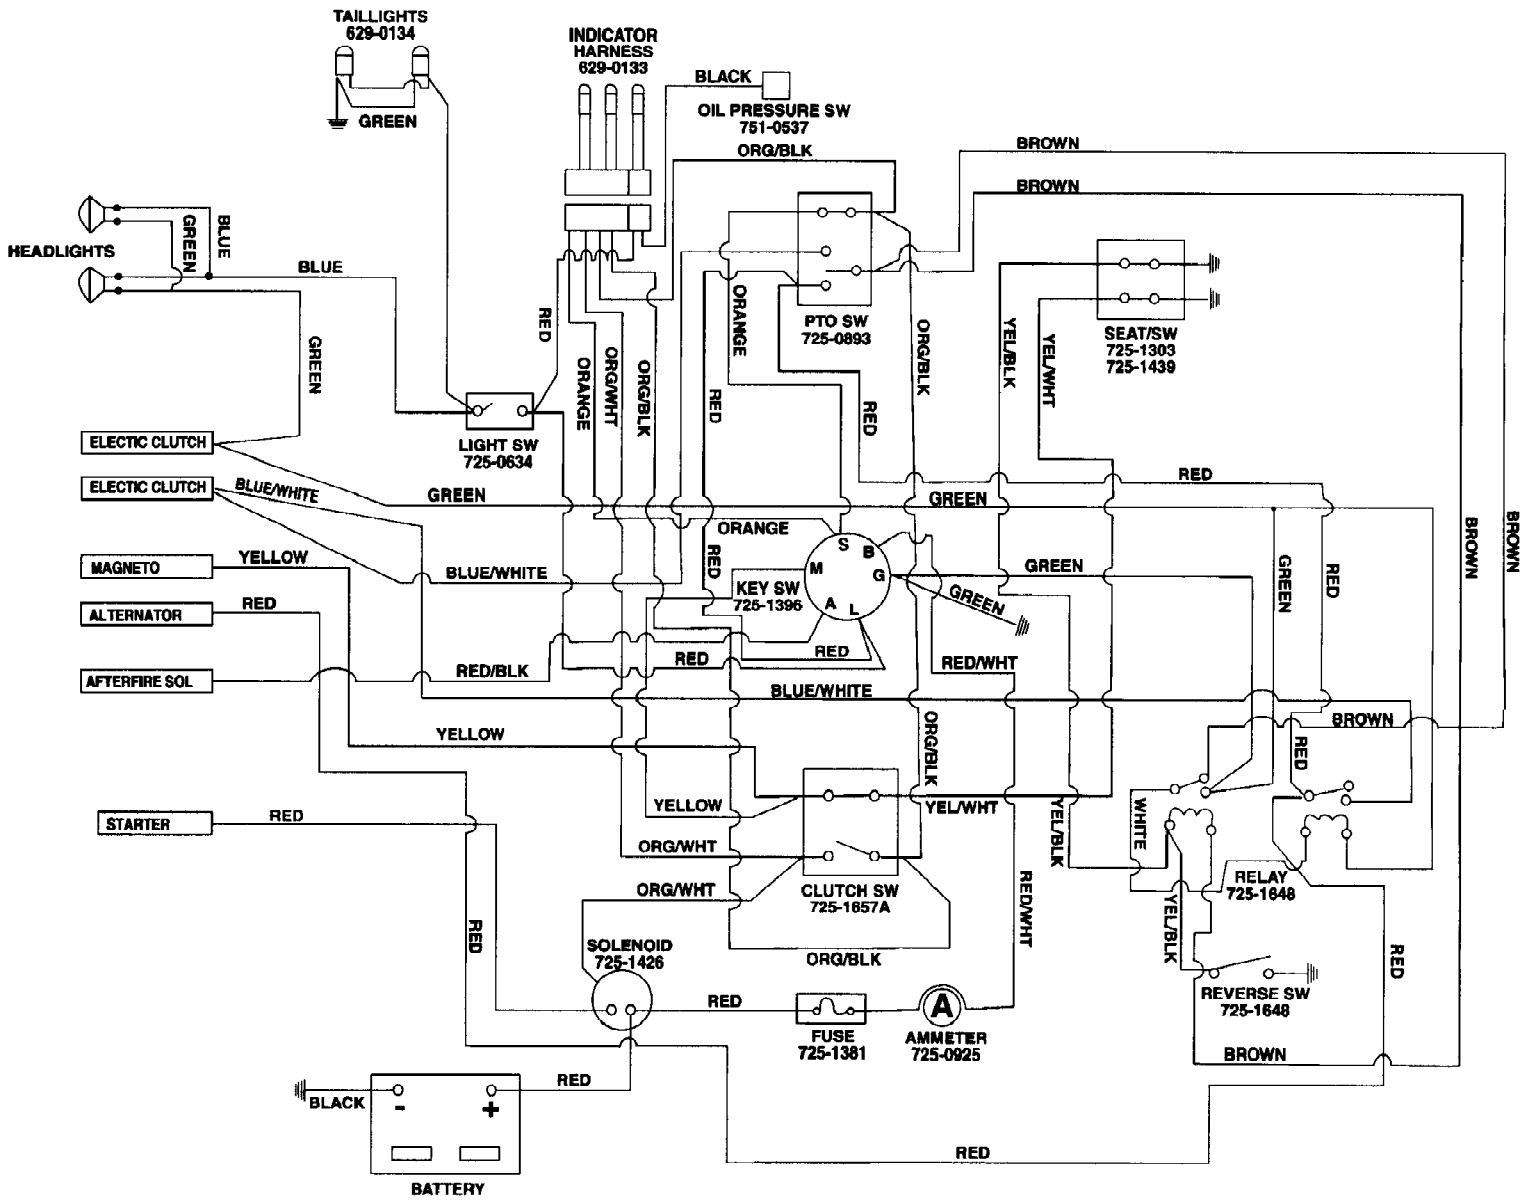 TAILLIGHTS
629-0134
GREEN
INDICATOR
HARNESS
629-0133
BLACK
OIL PRESSURE SW
751-0537
ORG/BLK
BROWN
BROWN
HEADLIGHTS
GREEN
BLUE
BLUE
GREEN
RED
ORANGE
ORG/WHT
ORG/BLK
ORANGE
RED
PTO SW
725-0893
RED
ORG/BLK
YEL/BLK
YEL/WHT
SEAT/SW
725-1303
725-1439
LIGHT SW
725-0634
ELECTIC CLUTCH
ELECTIC CLUTCH
BLUE/WHITE
GREEN
GREEN
RED
ORANGE
MAGNETO
YELLOW
BLUE/WHITE
RED
S
B
M
G
A
L
KEY SW
725-1396
GREEN
GREEN
GREEN
RED
BROWN
BROWN
ALTERNATOR
RED
AFTERFIRE SOL
RED/BLK
RED
RED
RED/WHT
BLUE/WHITE
YELLOW
ORG/BLK
BROWN
RED
STARTER
RED
YELLOW
YEL/WHT
YEL/BLK
WHITE
ORG/WHT
ORG/WHT
CLUTCH SW
725-1657A
RED/WHT
RELAY
725-1648
YEL/BLK
RED
RED
SOLENOID
725-1426
ORG/BLK
RED
FUSE
725-1381
A
AMMETER
725-0925
REVERSE SW
725-1648
BROWN
BLACK
RED
-
+
BATTERY
RED